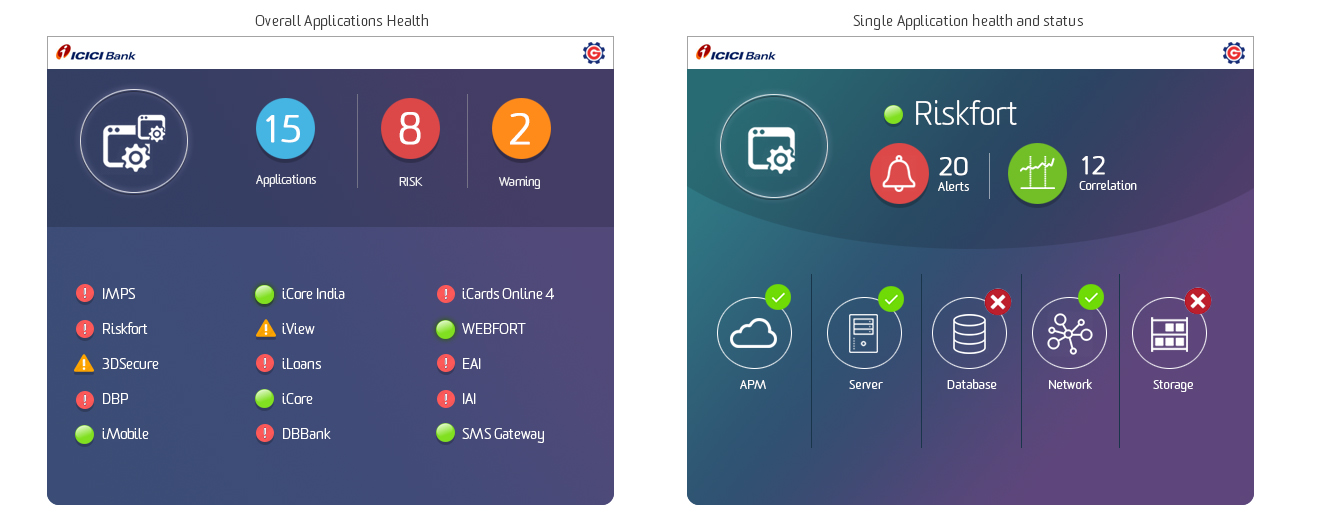 Overall Applications Health
ICICI Bank
G
15
Applications
8
RISK
2
Warning
! IMPS
! iCore India
! iCards Online 4
! Riskfort
! iView
WEBFORT
! 3DSecure
! iLoans
! EAI
! DBP
iCore
! IAI
iMobile
! DBBank
SMS Gateway
Single Application health and status
ICICI Bank
G
Riskfort
20
Alerts
12
Correlation
APM
Server
Database
Network
Storage